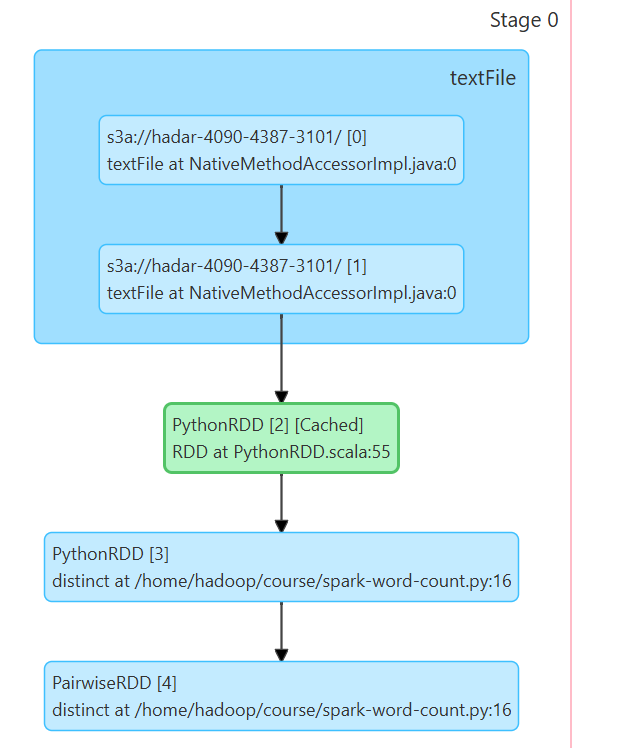 Stage 0
textFile
s3a://hadar-4090-4387-3101/ [0]
textFile at NativeMethodAccessorImpl.java:0
s3a://hadar-4090-4387-3101/ [1]
textFile at NativeMethodAccessorImpl.java:0
PythonRDD [2] [Cached]
RDD at PythonRDD.scala:55
PythonRDD [3]
distinct at /home/hadoop/course/spark-word-count.py:16
PairwiseRDD [4]
distinct at /home/hadoop/course/spark-word-count.py:16